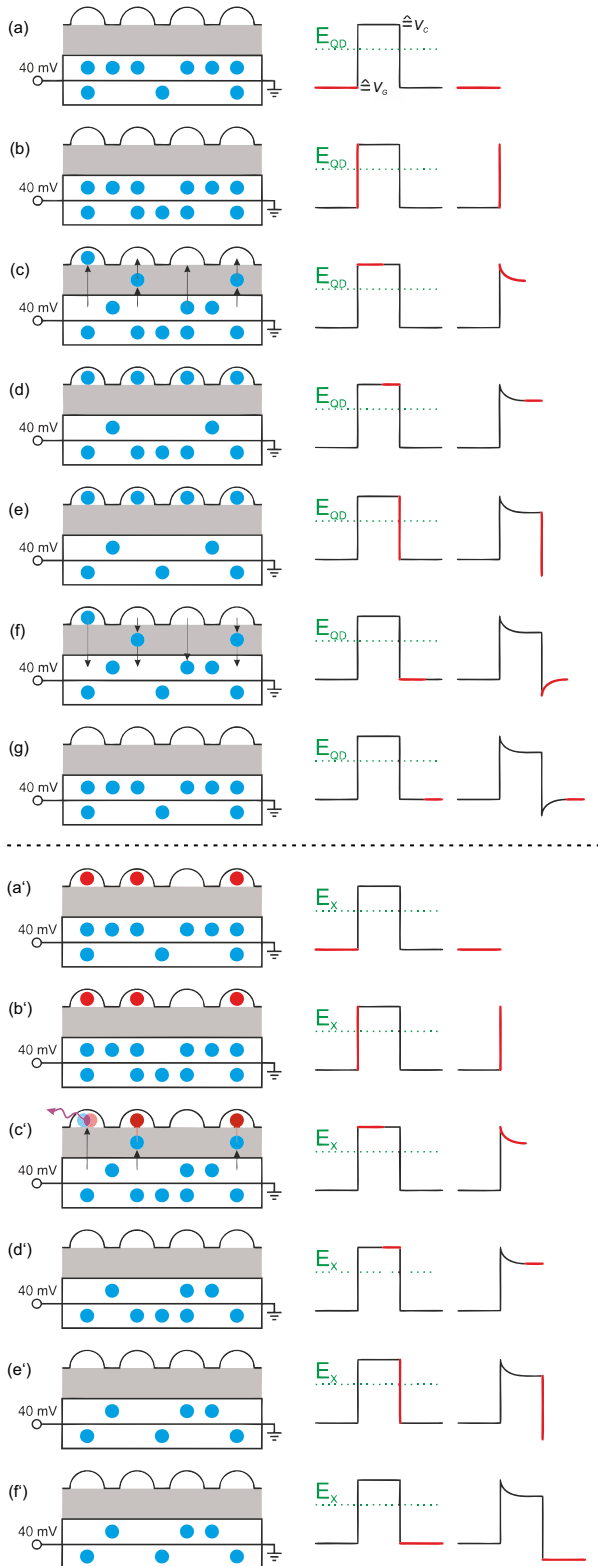 (a) E_QD ≙V_C
40 mV ≙V_G
(b) E_QD
40 mV
(c) E_QD
40 mV
(d) E_QD
40 mV
(e) E_QD
40 mV
(f) E_QD
40 mV
(g) E_QD
40 mV
(a‘) E_X
40 mV
(b‘) E_X
40 mV
(c‘) E_X
40 mV
(d‘) E_X
40 mV
(e‘) E_X
40 mV
(f‘) E_X
40 mV